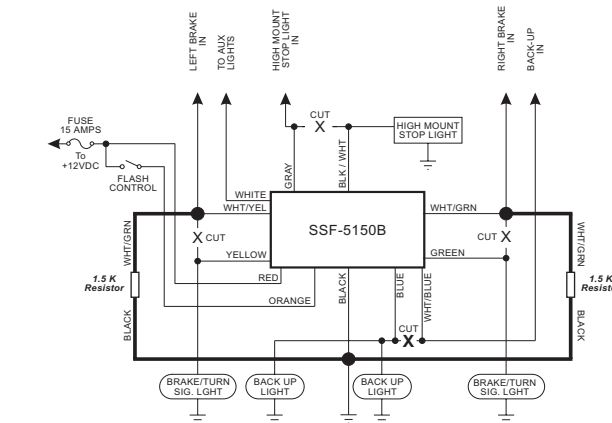 LEFT BRAKE
IN
TO AUX
LIGHTS
HIGH MOUNT
STOP LIGHT
IN
RIGHT BRAKE
IN
BACK-UP
IN
FUSE
15 AMPS
To
+12VDC
FLASH
CONTROL
CUT
X
HIGH MOUNT
STOP LIGHT
GRAY
BLK / WHT
WHITE
WHT/YEL
WHT/GRN
SSF-5150B
WHT/GRN
X CUT
CUT X
WHT/GRN
YELLOW
GREEN
RED
ORANGE
BLACK
BLUE
WHT/BLUE
1.5 K
Resistor
1.5 K
BLACK
BLACK
CUT
X
BRAKE/TURN
SIG. LGHT
BACK UP
LIGHT
BACK UP
LIGHT
BRAKE/TURN
SIG. LGHT